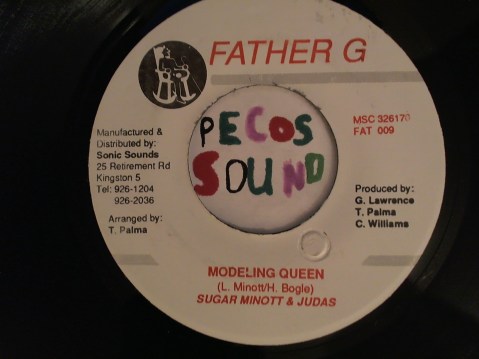 FATHER G
PECOS
SOUND
MSC 326170
FAT 009
Manufactured &
Distributed by:
Sonic Sounds
25 Retirement Rd
Kingston 5
Tel: 926-1204
926-2036
Arranged by:
T. Palma
Produced by:
G. Lawrence
T. Palma
C. Williams
MODELING QUEEN
(L. Minott/H. Bogle)
SUGAR MINOTT & JUDAS